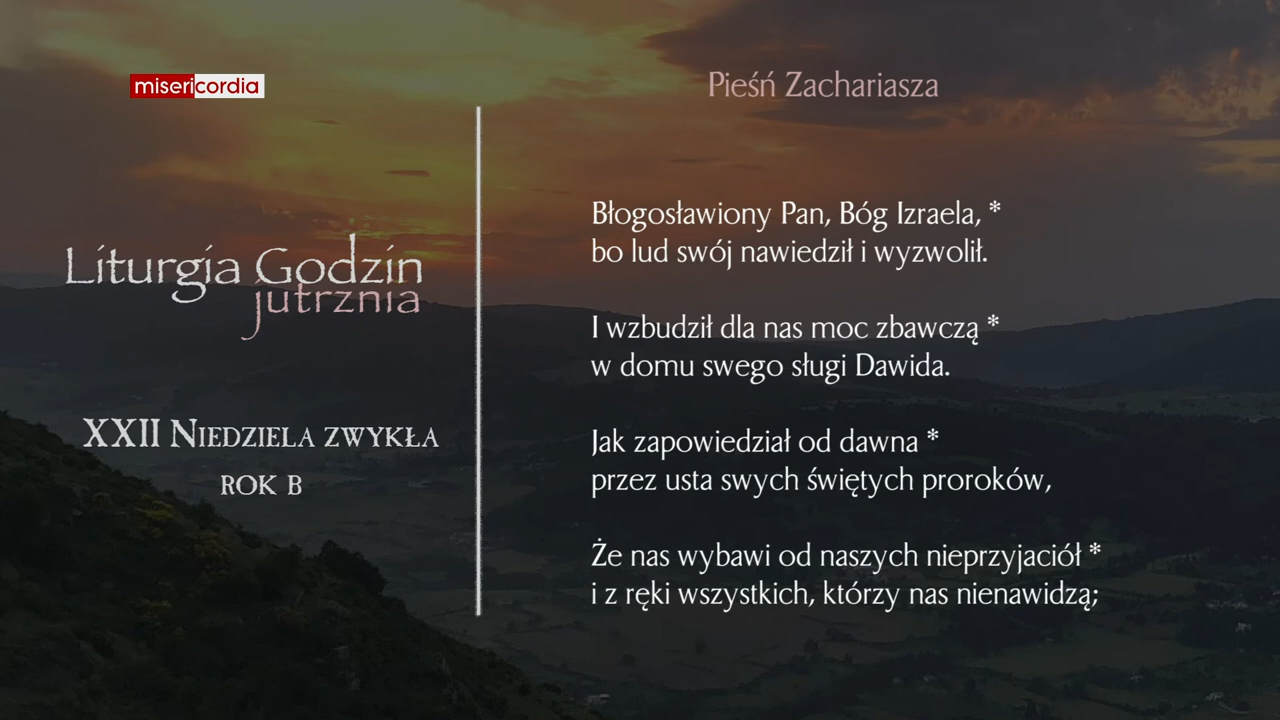 misericordia
Liturgia Godzin
jutrznia
XXII Niedziela zwykła
rok B
Pieśń Zachariasza
Błogosławiony Pan, Bóg Izraela, *
bo lud swój nawiedził i wyzwolił.
I wzbudził dla nas moc zbawczą *
w domu swego sługi Dawida.
Jak zapowiedział od dawna *
przez usta swych świętych proroków,
Że nas wybawi od naszych nieprzyjaciół *
i z ręki wszystkich, którzy nas nienawidzą;